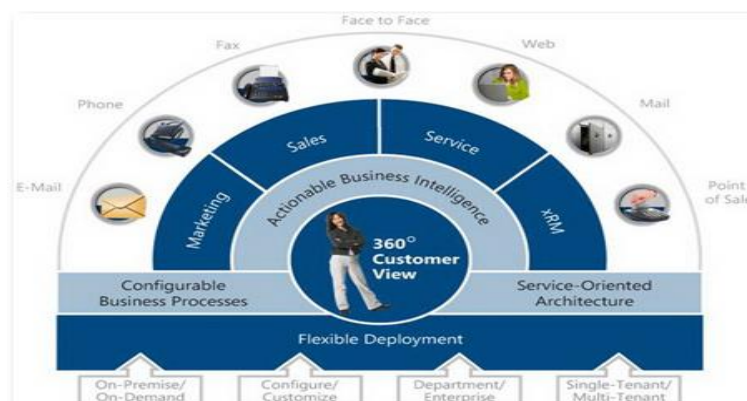 Face to Face
Fax
Web
Phone
Mail
E-Mail
Point
of Sale
Sales
Service
Marketing
xRM
Actionable Business Intelligence
360°
Customer
View
Configurable
Business Processes
Service-Oriented
Architecture
Flexible Deployment
On-Premise/
On-Demand
Configure/
Customize
Department/
Enterprise
Single-Tenant/
Multi-Tenant